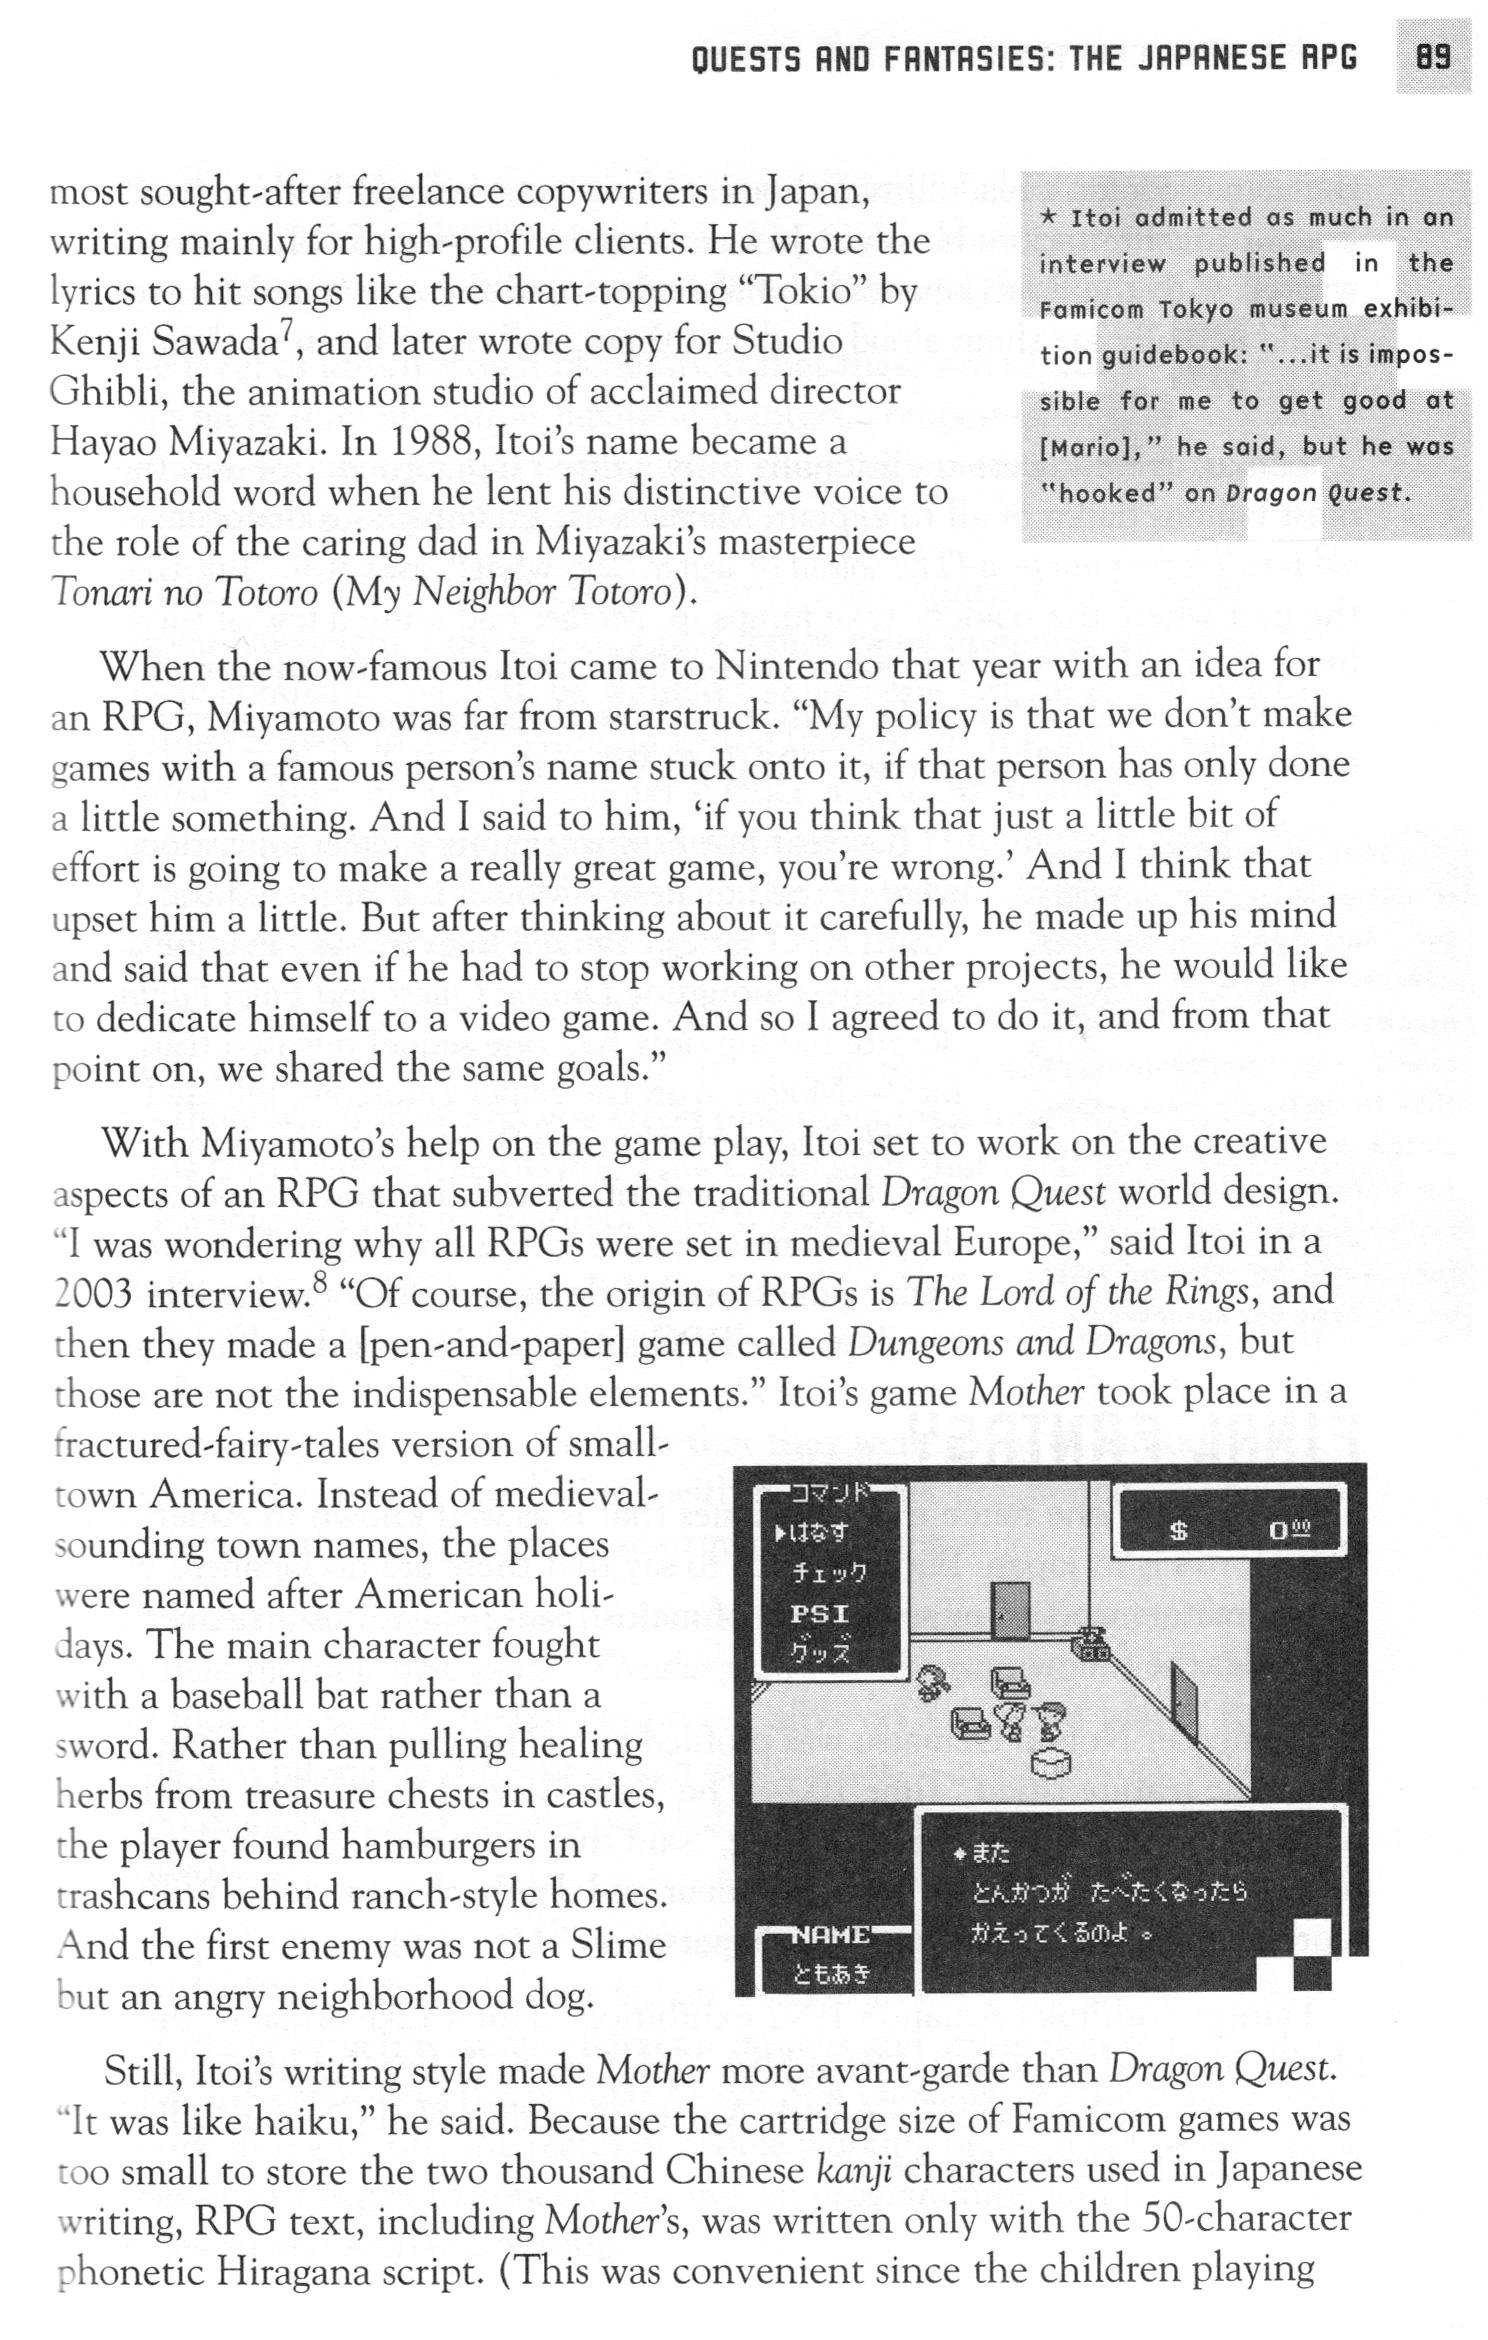 QUESTS AND FANTASIES: THE JAPANESE RPG 89
most sought-after freelance copywriters in Japan,
writing mainly for high-profile clients. He wrote the
lyrics to hit songs like the chart-topping “Tokio” by
Kenji Sawada7, and later wrote copy for Studio
Ghibli, the animation studio of acclaimed director
Hayao Miyazaki. In 1988, Itoi’s name became a
household word when he lent his distinctive voice to
the role of the caring dad in Miyazaki’s masterpiece
Tonari no Totoro (My Neighbor Totoro).
* Itoi admitted as much in an
interview published in the
Famicom Tokyo museum exhibi-
tion guidebook: “...it is impos-
sible for me to get good at
[Mario],” he said, but he was
“hooked” on Dragon Quest.
When the now-famous Itoi came to Nintendo that year with an idea for
an RPG, Miyamoto was far from starstruck. “My policy is that we don’t make
games with a famous person’s name stuck onto it, if that person has only done
a little something. And I said to him, ‘if you think that just a little bit of
effort is going to make a really great game, you’re wrong.’ And I think that
upset him a little. But after thinking about it carefully, he made up his mind
and said that even if he had to stop working on other projects, he would like
to dedicate himself to a video game. And so I agreed to do it, and from that
point on, we shared the same goals.”
With Miyamoto’s help on the game play, Itoi set to work on the creative
aspects of an RPG that subverted the traditional Dragon Quest world design.
“I was wondering why all RPGs were set in medieval Europe,” said Itoi in a
2003 interview.8 “Of course, the origin of RPGs is The Lord of the Rings, and
then they made a [pen-and-paper] game called Dungeons and Dragons, but
those are not the indispensable elements.” Itoi’s game Mother took place in a
fractured-fairy-tales version of small-
town America. Instead of medieval-
sounding town names, the places
were named after American holi-
days. The main character fought
with a baseball bat rather than a
sword. Rather than pulling healing
herbs from treasure chests in castles,
the player found hamburgers in
trashcans behind ranch-style homes.
And the first enemy was not a Slime
but an angry neighborhood dog.
コマンド
▶はなす
チェック
PSI
グッズ
$ 0.00
◆また
とんかつが たべたくなったら
かえってくるのよ。
NAME
ともあき
Still, Itoi’s writing style made Mother more avant-garde than Dragon Quest.
“It was like haiku,” he said. Because the cartridge size of Famicom games was
too small to store the two thousand Chinese kanji characters used in Japanese
writing, RPG text, including Mother’s, was written only with the 50-character
phonetic Hiragana script. (This was convenient since the children playing